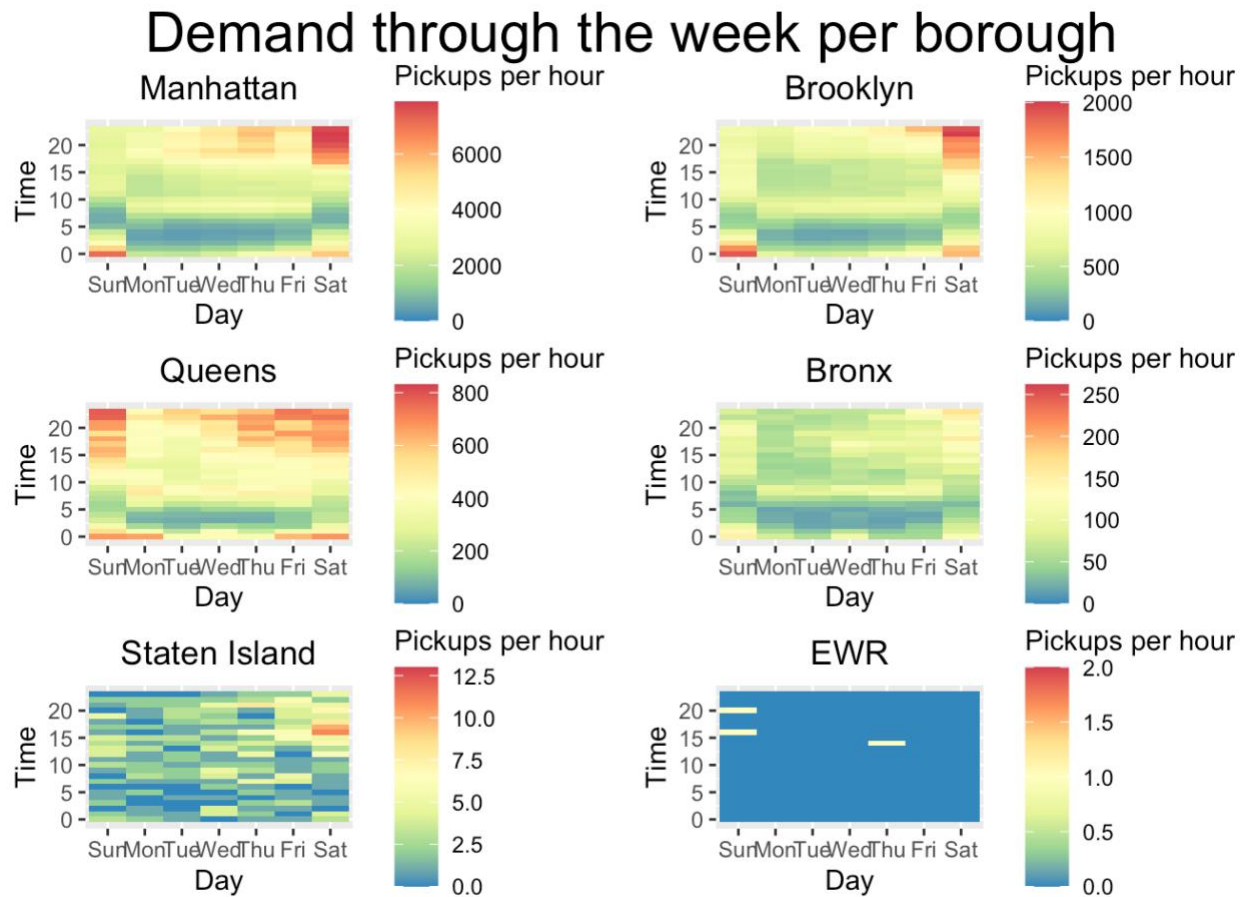 Demand through the week per borough
Manhattan
Pickups per hour
6000
4000
2000
0
Time
20
15
10
5
0
Sun Mon Tue Wed Thu Fri Sat
Day
Brooklyn
Pickups per hour
2000
1500
1000
500
0
Time
20
15
10
5
0
Sun Mon Tue Wed Thu Fri Sat
Day
Queens
Pickups per hour
800
600
400
200
0
Time
20
15
10
5
0
Sun Mon Tue Wed Thu Fri Sat
Day
Bronx
Pickups per hour
250
200
150
100
50
0
Time
20
15
10
5
0
Sun Mon Tue Wed Thu Fri Sat
Day
Staten Island
Pickups per hour
12.5
10.0
7.5
5.0
2.5
0.0
Time
20
15
10
5
0
Sun Mon Tue Wed Thu Fri Sat
Day
EWR
Pickups per hour
2.0
1.5
1.0
0.5
0.0
Time
20
15
10
5
0
Sun Mon Tue Wed Thu Fri Sat
Day